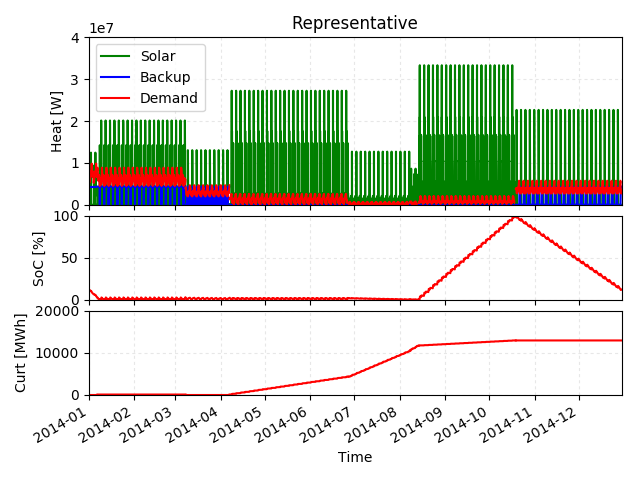 Representative
1e7
Heat [W]
4
3
2
1
0
Solar
Backup
Demand
SoC [%]
100
50
0
Curt [MWh]
20000
10000
0
2014-01
2014-02
2014-03
2014-04
2014-05
2014-06
2014-07
2014-08
2014-09
2014-10
2014-11
2014-12
Time